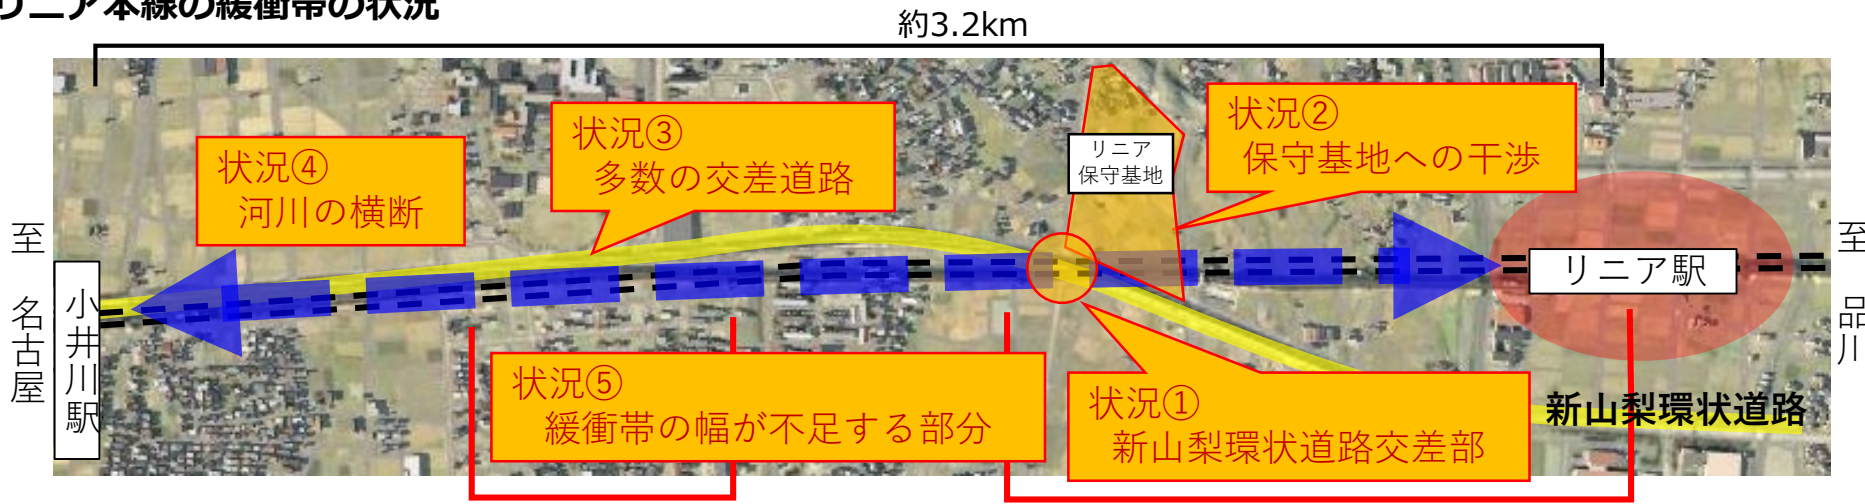 リニア本線の緩衝帯の状況
約3.2km
状況④
河川の横断
状況③
多数の交差道路
リニア
保守基地
状況②
保守基地への干渉
至 名古屋
小井川駅
リニア駅
至 品川
状況⑤
緩衝帯の幅が不足する部分
状況①
新山梨環状道路交差部
新山梨環状道路